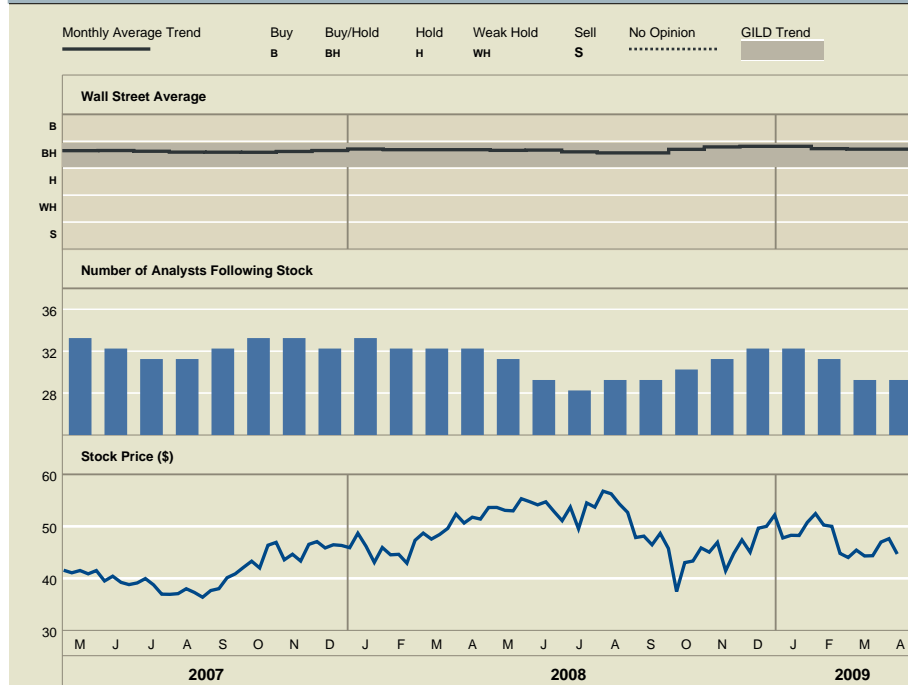 Monthly Average Trend Buy Buy/Hold Hold Weak Hold Sell No Opinion GILD Trend
B BH H WH S
Wall Street Average
B
BH
H
WH
S
Number of Analysts Following Stock
36
32
28
Stock Price ($)
60
50
40
30
M J J A S O N D J F M A M J J A S O N D J F M A
2007 2008 2009